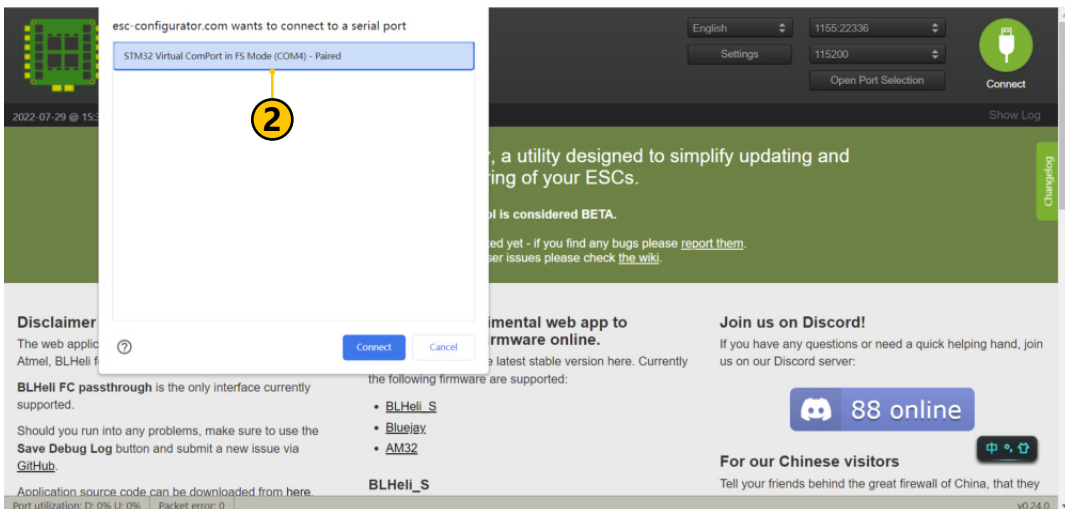 esc-configurator.com wants to connect to a serial port
STM32 Virtual ComPort in FS Mode (COM4) - Paired
2
Connect
Cancel
English
1155:22336
Settings
115200
Open Port Selection
Connect
2022-07-29 @ 15:3
Show Log
, a utility designed to simplify updating and
ring of your ESCs.
ol is considered BETA.
ted yet - if you find any bugs please report them.
ser issues please check the wiki.
Changelog
Disclaimer
The web applic
Atmel, BLHeli f
BLHeli FC passthrough is the only interface currently
supported.
Should you run into any problems, make sure to use the
Save Debug Log button and submit a new issue via
GitHub.
Application source code can be downloaded from here.
imental web app to
rmware online.
latest stable version here. Currently
the following firmware are supported:
• BLHeli_S
• Bluejay
• AM32
BLHeli_S
Join us on Discord!
If you have any questions or need a quick helping hand, join
us on our Discord server:
88 online
中
For our Chinese visitors
Tell your friends behind the great firewall of China, that they
Port utilization: D: 0% U: 0%
Packet error: 0
v0.24.0